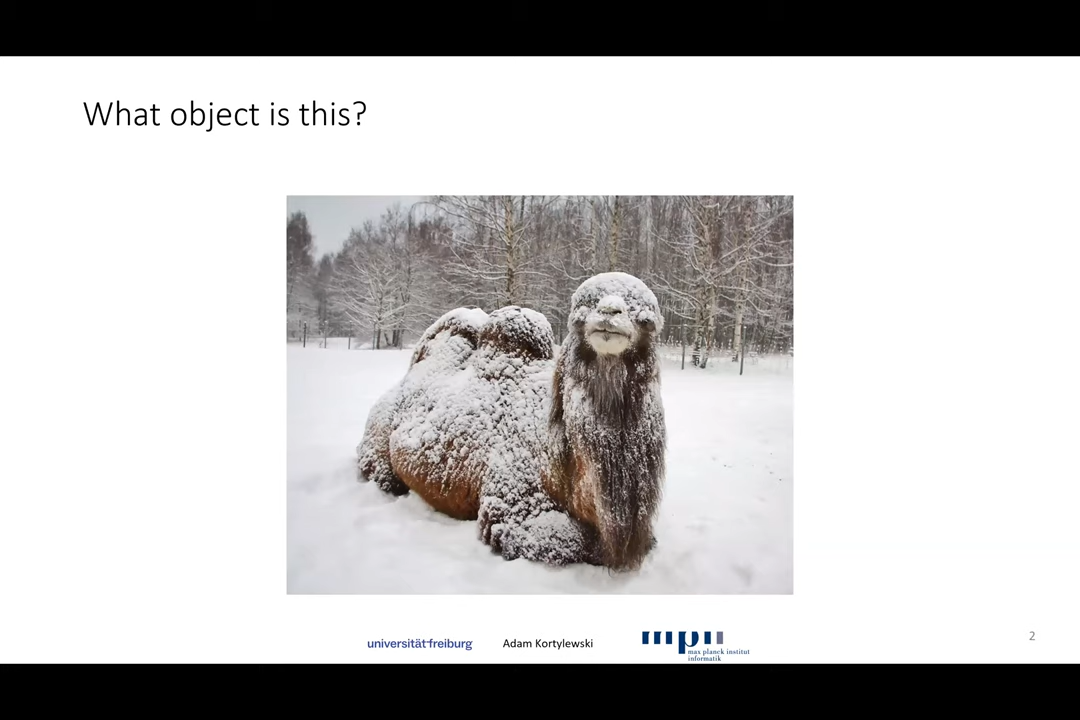 What object is this?
universität freiburg
Adam Kortylewski
mpii
max planck institut
informatik
2